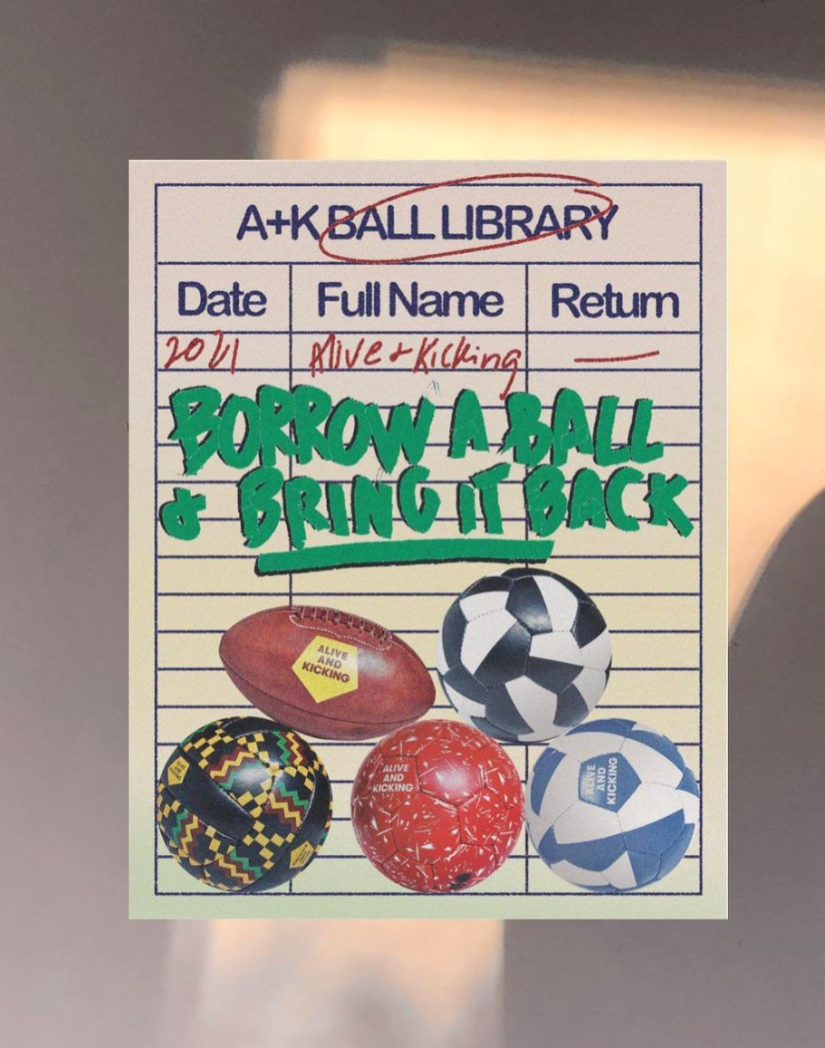 A+K BALL LIBRARY
Date Full Name Return
2021 Alive + Kicking —
BORROW A BALL
& BRING IT BACK
ALIVE
AND
KICKING
ALIVE
AND
KICKING
ALIVE
AND
KICKING